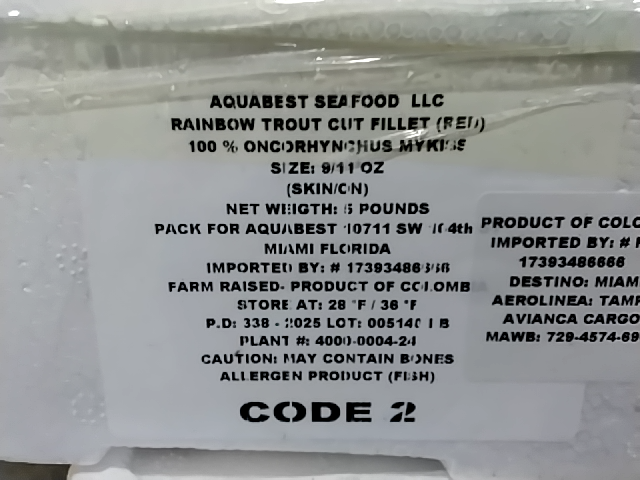 AQUABEST SEAFOOD LLC
RAINBOW TROUT CUT FILLET (RED)
100 % ONCORHYNCHUS MYKISS
SIZE: 9/11 OZ
(SKIN/ON)
NET WEIGTH: 5 POUNDS
PACK FOR AQUABEST 10711 SW
MIAMI FLORIDA
IMPORTED BY: # 17393486666
FARM RAISED- PRODUCT OF COLOMB
STORE AT: 28 °F / 36 °F
P.D: 338 - 2025 LOT:
PLANT #: 4000-0004-24
CAUTION: MAY CONTAIN BONES
ALLERGEN PRODUCT (FISH)
CODE 2
PRODUCT OF COLO
IMPORTED BY: #
17393486666
DESTINO: MIAM
AEROLINEA: TAMP
AVIANCA CARGO
MAWB: 729-4574-69